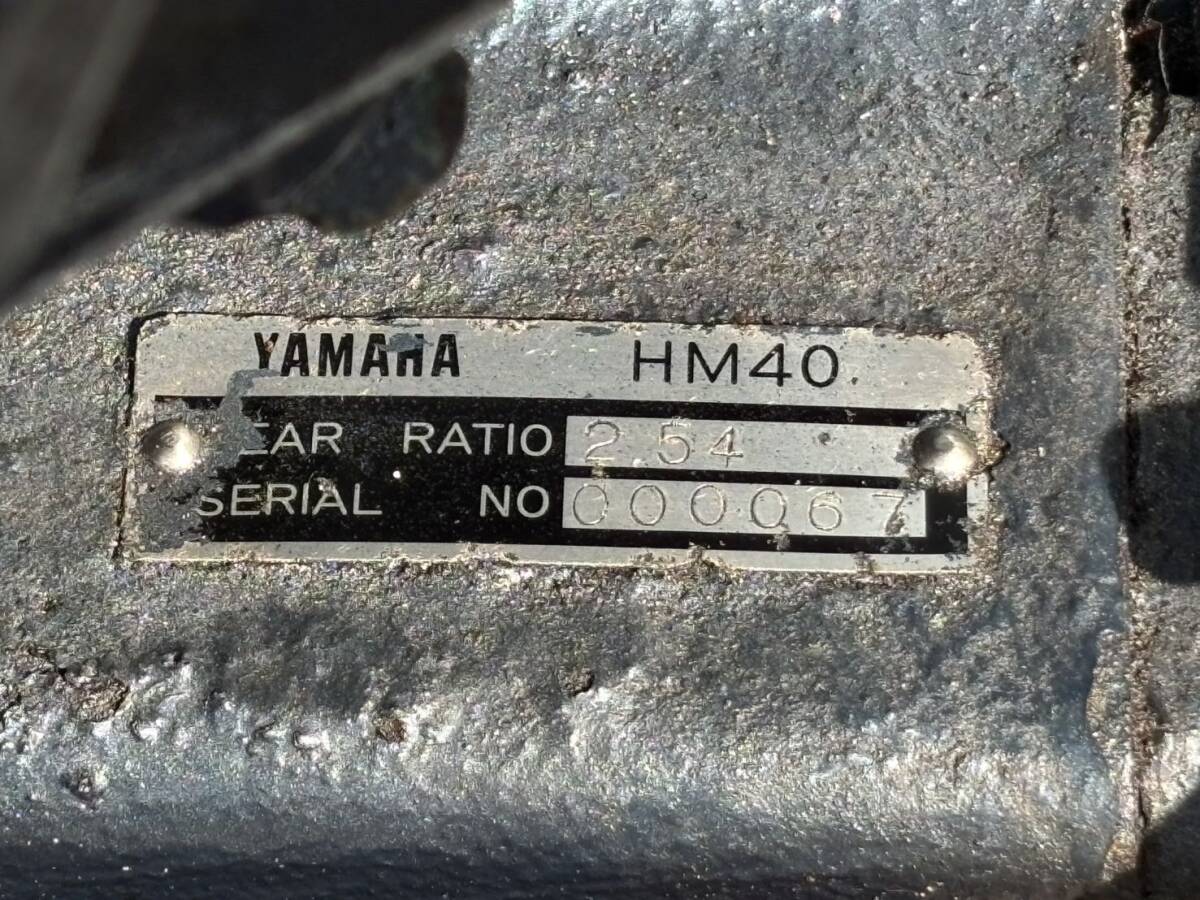 YAMAHA HM40
EAR RATIO 2.54
SERIAL NO 000067